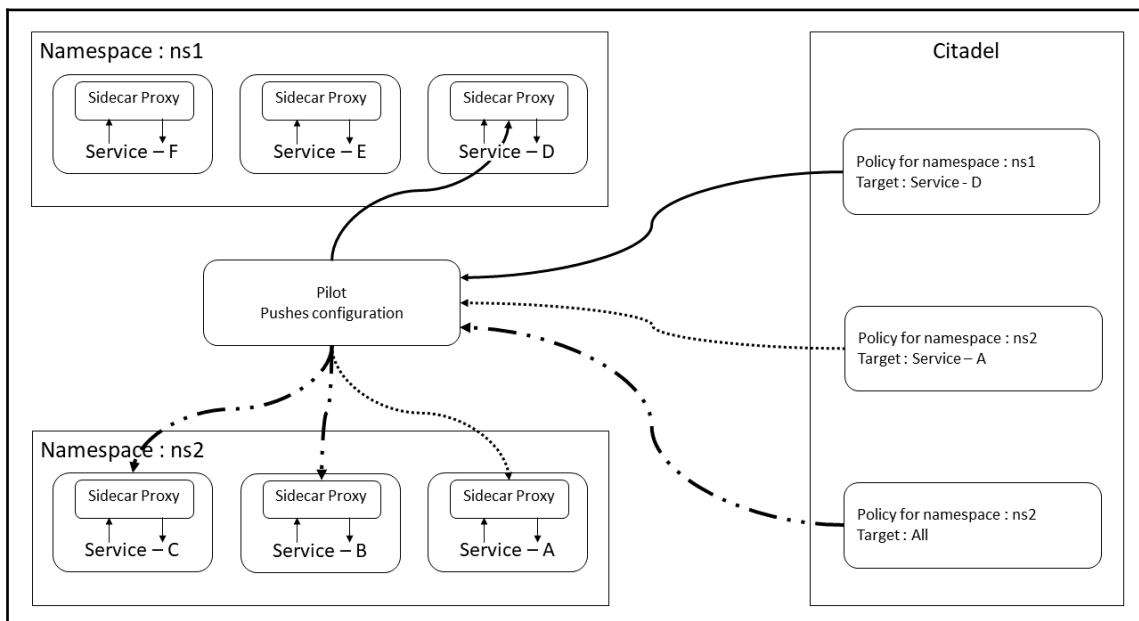 Namespace : ns1
Sidecar Proxy
Service – F
Sidecar Proxy
Service – E
Sidecar Proxy
Service – D
Pilot
Pushes configuration
Namespace : ns2
Sidecar Proxy
Service – C
Sidecar Proxy
Service – B
Sidecar Proxy
Service – A
Citadel
Policy for namespace : ns1
Target : Service - D
Policy for namespace : ns2
Target : Service – A
Policy for namespace : ns2
Target : All